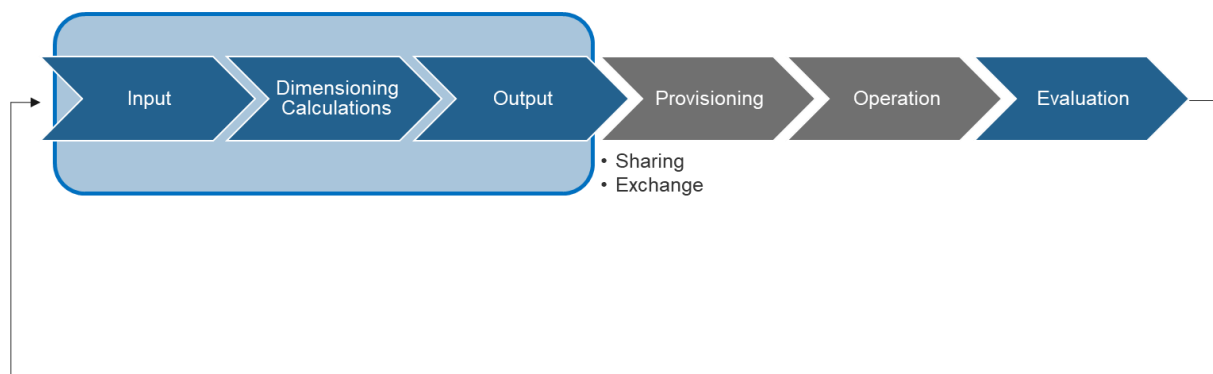 Input
Dimensioning
Calculations
Output
Provisioning
Operation
Evaluation
• Sharing
• Exchange